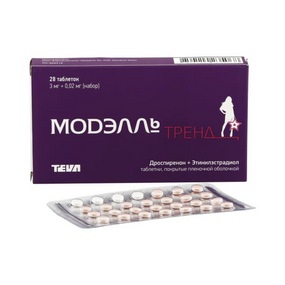 28 таблеток
3 мг + 0,02 мг (набор)
МОДЭЛЛЬ
ТРЕНД
TEVA
Дроспиренон + Этинилэстрадиол
таблетки, покрытые пленочной оболочкой